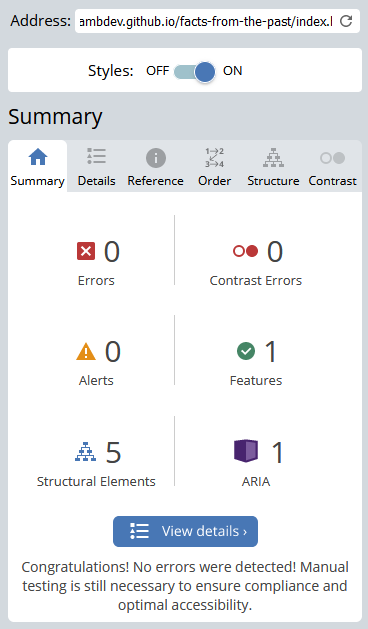 Address: ambdev.github.io/facts-from-the-past/index.
Styles: OFF ON
Summary
Summary Details Reference Order Structure Contrast
0 0
Errors Contrast Errors
0 1
Alerts Features
5 1
Structural Elements ARIA
View details ›
Congratulations! No errors were detected! Manual
testing is still necessary to ensure compliance and
optimal accessibility.